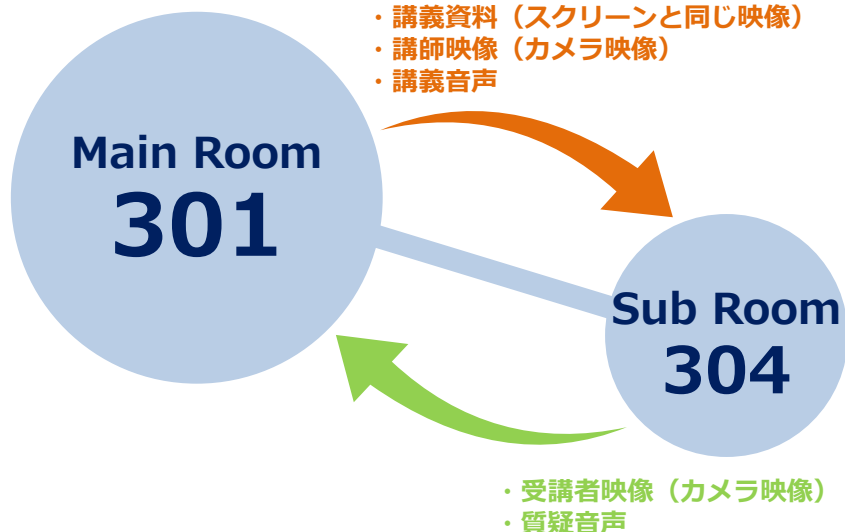 ・講義資料（スクリーンと同じ映像）
・講師映像（カメラ映像）
・講義音声
Main Room
301
Sub Room
304
・受講者映像（カメラ映像）
・質疑音声